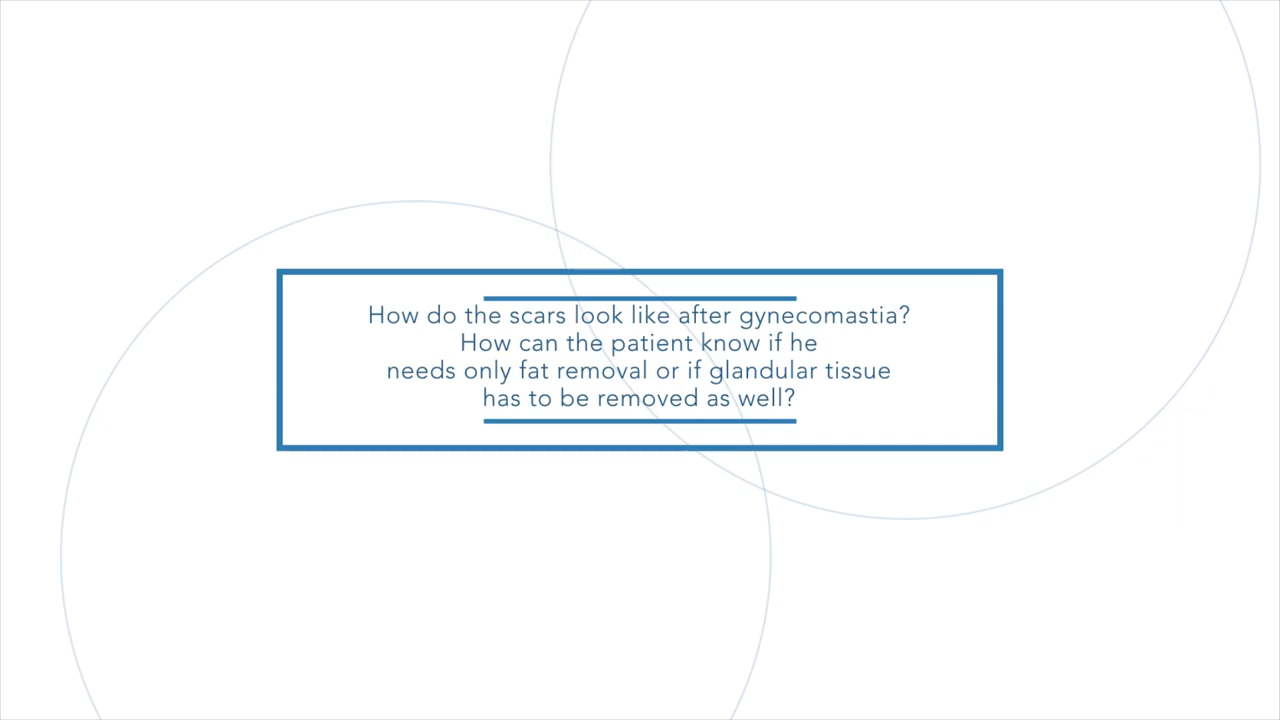 How do the scars look like after gynecomastia?
How can the patient know if he
needs only fat removal or if glandular tissue
has to be removed as well?